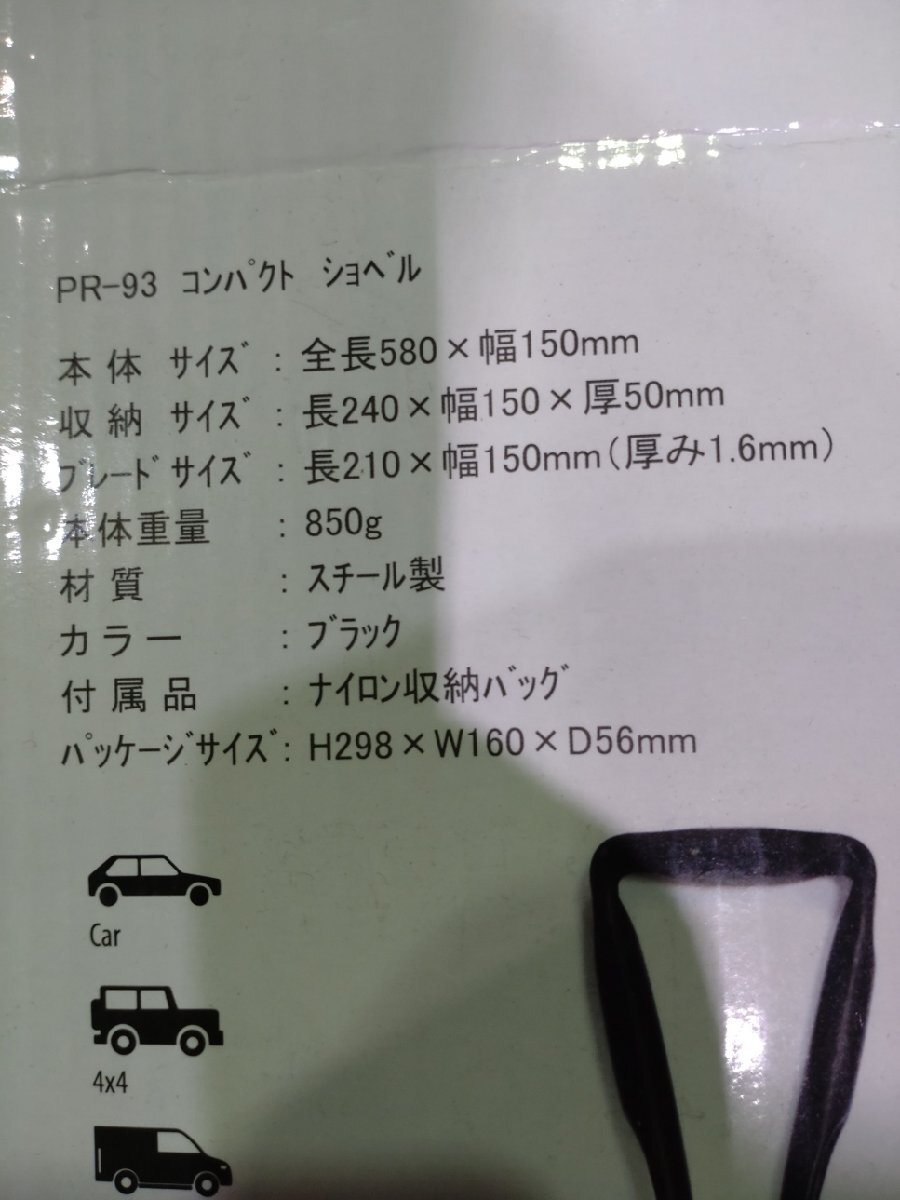 PR-93 コンパクト ショベル
本体 サイズ : 全長580×幅150mm
収納 サイズ : 長240×幅150×厚50mm
ブレードサイズ : 長210×幅150mm(厚み1.6mm)
本体重量 : 850g
材質 : スチール製
カラー : ブラック
付属品 : ナイロン収納バッグ
パッケージサイズ: H298×W160×D56mm
Car
4x4